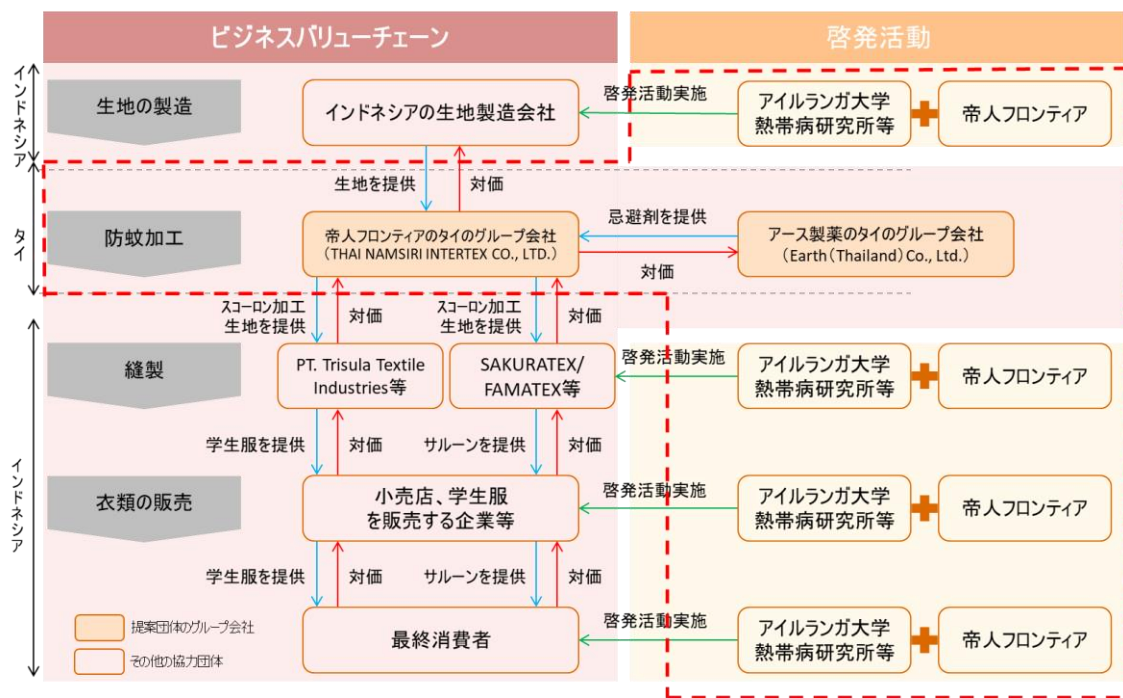 ビジネスバリューチェーン
啓発活動
インドネシア
生地の製造
インドネシアの生地製造会社
啓発活動実施
アイルランガ大学
熱帯病研究所等
帝人フロンティア
生地を提供
対価
タイ
防蚊加工
帝人フロンティアのタイのグループ会社
（THAI NAMSIRI INTERTEX CO., LTD.）
忌避剤を提供
対価
アース製薬のタイのグループ会社
（Earth（Thailand）Co., Ltd.）
スコーロン加工
生地を提供
対価
スコーロン加工
生地を提供
対価
インドネシア
縫製
PT. Trisula Textile
Industries等
SAKURATEX/
FAMATEX等
啓発活動実施
アイルランガ大学
熱帯病研究所等
帝人フロンティア
学生服を提供
対価
サルーンを提供
対価
衣類の販売
小売店、学生服
を販売する企業等
啓発活動実施
アイルランガ大学
熱帯病研究所等
帝人フロンティア
学生服を提供
対価
サルーンを提供
対価
最終消費者
啓発活動実施
アイルランガ大学
熱帯病研究所等
帝人フロンティア
提案団体のグループ会社
その他の協力団体